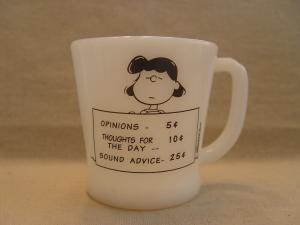 OPINIONS - 5¢
THOUGHTS FOR 10¢
THE DAY --
SOUND ADVICE- 25¢